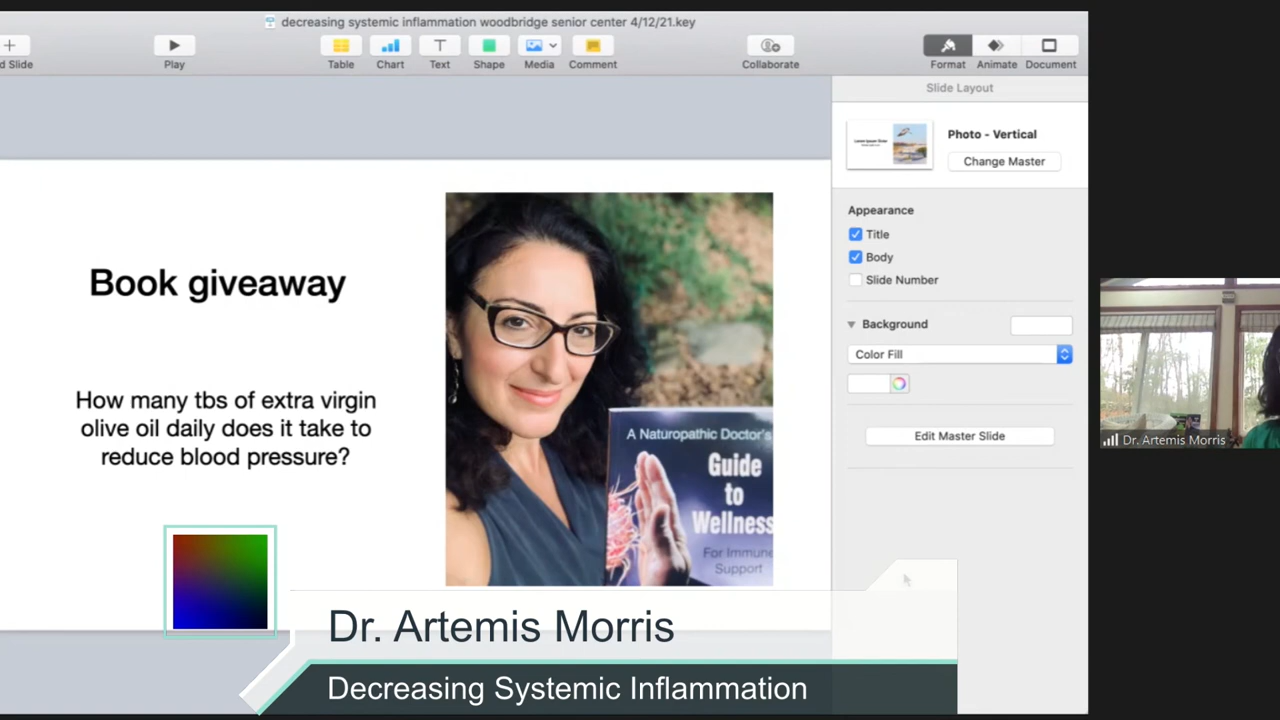 decreasing systemic inflammation woodbridge senior center 4/12/21.key
d Slide
Play
Table
Chart
Text
Shape
Media
Comment
Collaborate
Format
Animate
Document
Slide Layout
Photo - Vertical
Change Master
Appearance
Title
Body
Slide Number
Background
Color Fill
Edit Master Slide
Book giveaway
How many tbs of extra virgin
olive oil daily does it take to
reduce blood pressure?
A Naturopathic Doctor's
Guide
to
Wellness
For Immune
Support
Dr. Artemis Morris
Dr. Artemis Morris
Decreasing Systemic Inflammation